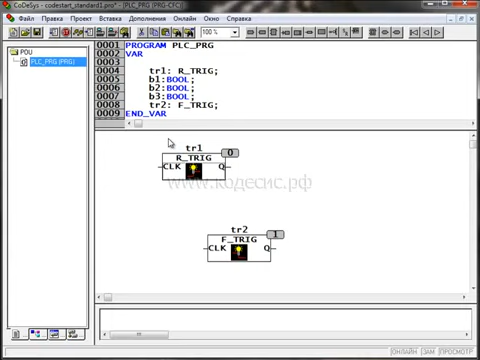 CoDeSys - codestart_standard1.pro* - [PLC_PRG (PRG-CFC)]
Файл Правка Проект Вставка Дополнения Онлайн Окно Справка
100 %
POU
PLC_PRG (PRG)
0001 PROGRAM PLC_PRG
0002 VAR
0003
0004 tr1: R_TRIG;
0005 b1:BOOL;
0006 b2:BOOL;
0007 b3:BOOL;
0008 tr2: F_TRIG;
0009 END_VAR
tr1
0
R_TRIG
CLK Q
www.кодесис.рф
tr2
1
F_TRIG
CLK Q
ОНЛАЙН ЗАМ ПРОСМОТР